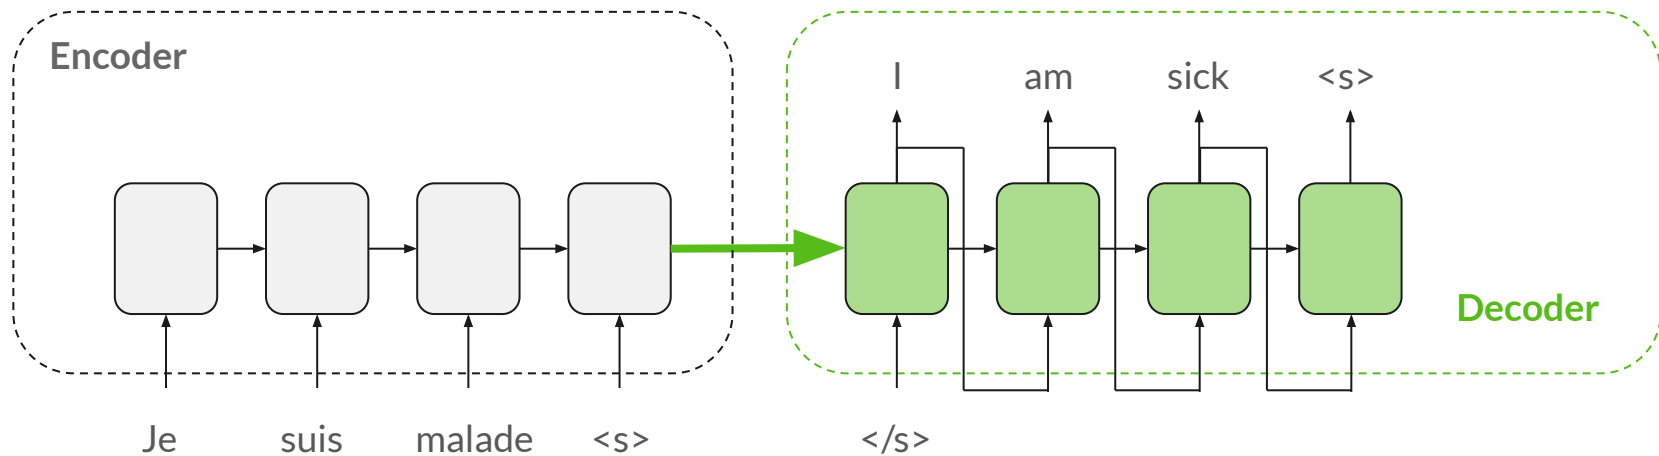 Encoder
I am sick <s>
Decoder
Je suis malade <s> </s>